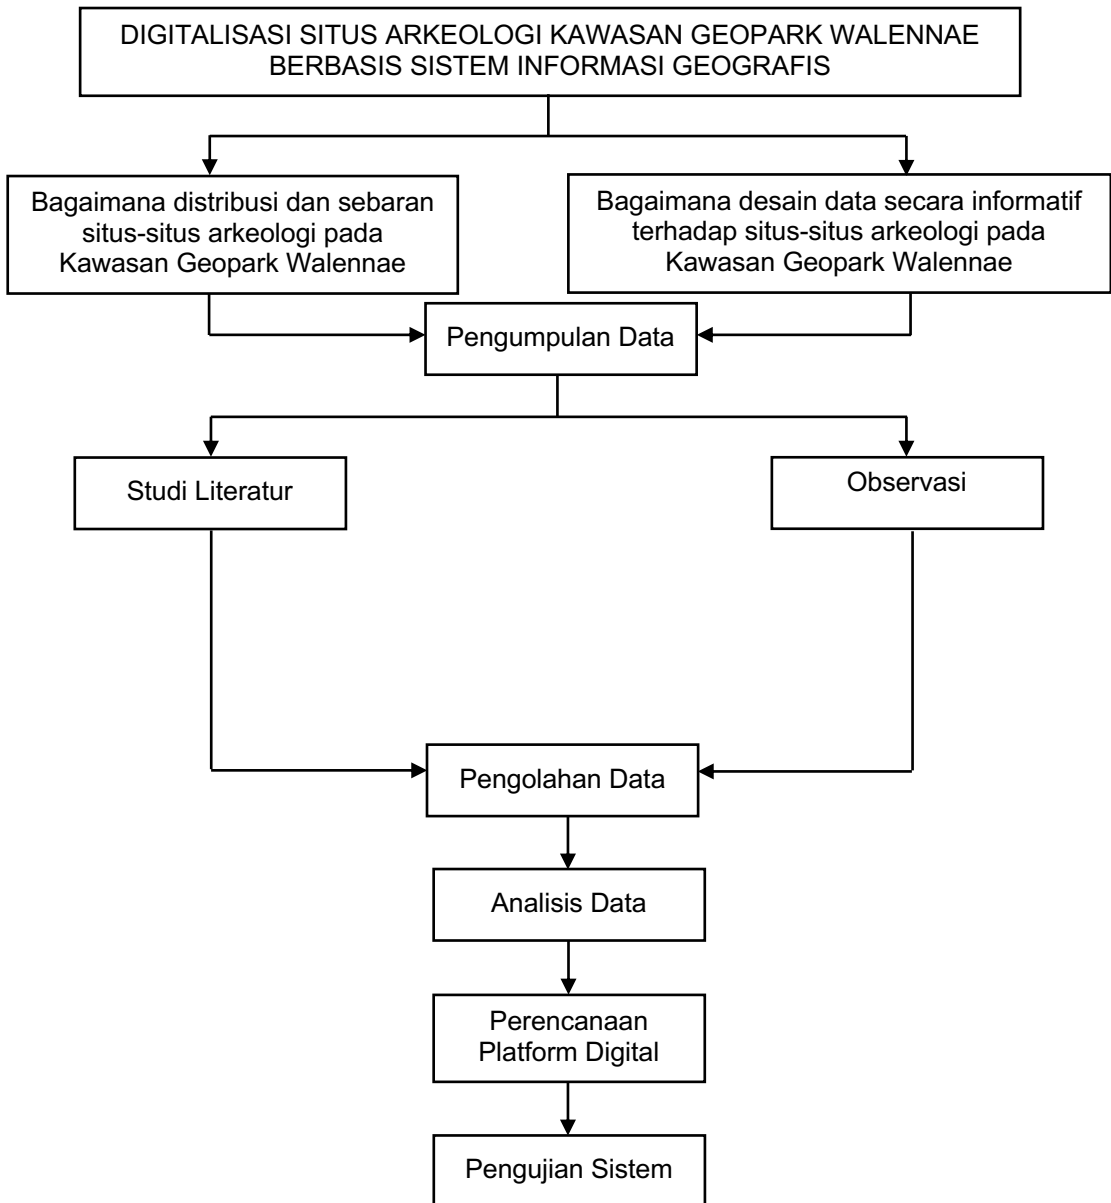 DIGITALISASI SITUS ARKEOLOGI KAWASAN GEOPARK WALENNAE
BERBASIS SISTEM INFORMASI GEOGRAFIS
Bagaimana distribusi dan sebaran
situs-situs arkeologi pada
Kawasan Geopark Walennae
Bagaimana desain data secara informatif
terhadap situs-situs arkeologi pada
Kawasan Geopark Walennae
Pengumpulan Data
Studi Literatur
Observasi
Pengolahan Data
Analisis Data
Perencanaan
Platform Digital
Pengujian Sistem